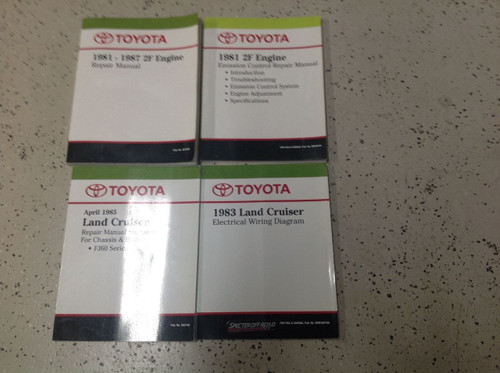 TOYOTA
1981 - 1987 2F Engine
Repair Manual
TOYOTA
1981 2F Engine
Emission Control Repair Manual
• Introduction
• Troubleshooting
• Emission Control System
• Engine Adjustment
• Specifications
TOYOTA
April 1983
Land Cruiser
Repair Manual
For Chassis &
• FJ60 Series
TOYOTA
1983 Land Cruiser
Electrical Wiring Diagram
SPECTER OFF-ROAD